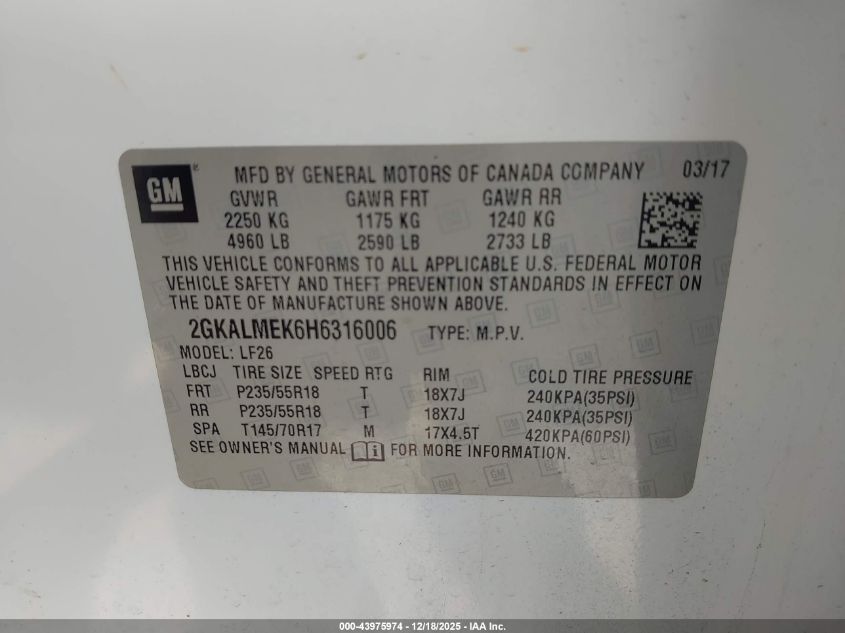 GM ® MFD BY GENERAL MOTORS OF CANADA COMPANY 03/17
GVWR GAWR FRT GAWR RR
2250 KG 1175 KG 1240 KG
4960 LB 2590 LB 2733 LB
THIS VEHICLE CONFORMS TO ALL APPLICABLE U.S. FEDERAL MOTOR
VEHICLE SAFETY AND THEFT PREVENTION STANDARDS IN EFFECT ON
THE DATE OF MANUFACTURE SHOWN ABOVE.
2GKALMEK6H6316006 TYPE: M.P.V.
MODEL: LF26
LBCJ TIRE SIZE SPEED RTG RIM COLD TIRE PRESSURE
FRT P235/55R18 T 18X7J 240KPA(35PSI)
RR P235/55R18 T 18X7J 240KPA(35PSI)
SPA T145/70R17 M 17X4.5T 420KPA(60PSI)
SEE OWNER'S MANUAL FOR MORE INFORMATION.
000-43975974 - 12/18/2025 - IAA Inc.